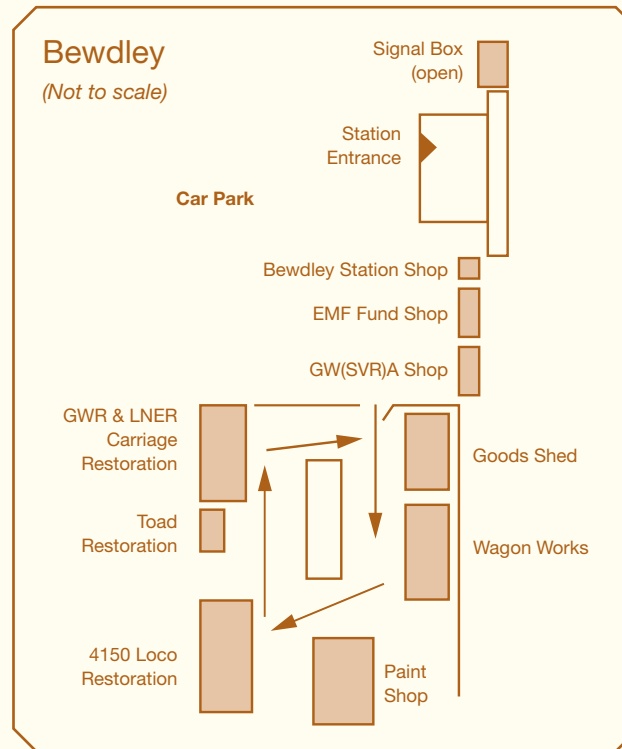 Bewdley
(Not to scale)
Signal Box
(open)
Station
Entrance
Car Park
Bewdley Station Shop
EMF Fund Shop
GW(SVR)A Shop
GWR & LNER
Carriage
Restoration
Goods Shed
Toad
Restoration
Wagon Works
4150 Loco
Restoration
Paint
Shop